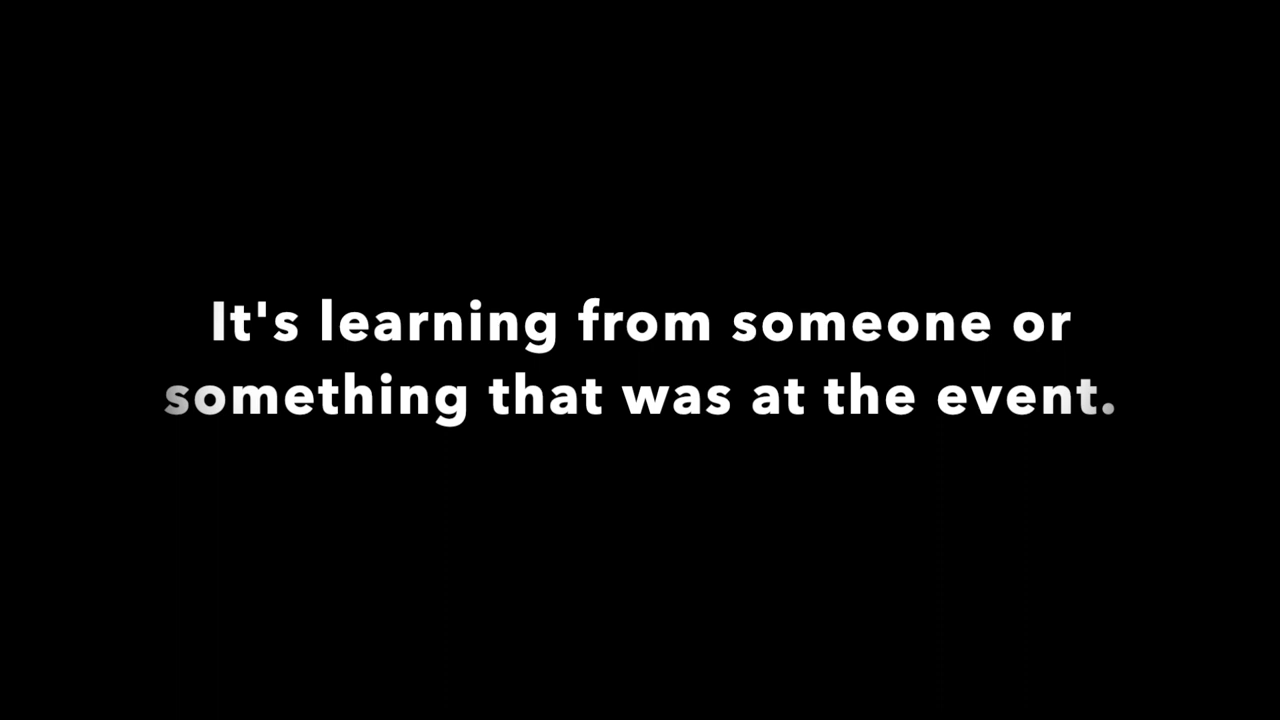 It's learning from someone or
something that was at the event.